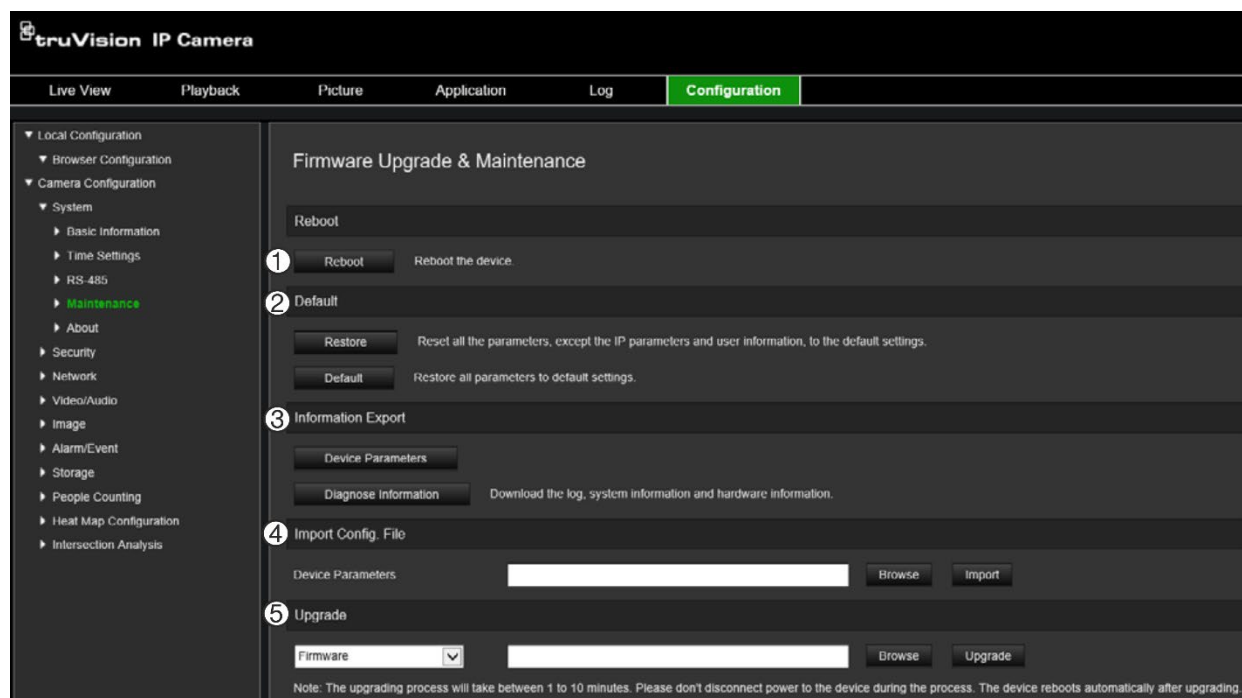 truVision IP Camera
Live View Playback Picture Application Log Configuration
Local Configuration
Browser Configuration
Camera Configuration
System
Basic Information
Time Settings
RS-485
Maintenance
About
Security
Network
Video/Audio
Image
Alarm/Event
Storage
People Counting
Heat Map Configuration
Intersection Analysis
Firmware Upgrade & Maintenance
Reboot
1 Reboot Reboot the device.
2 Default
Restore Reset all the parameters, except the IP parameters and user information, to the default settings.
Default Restore all parameters to default settings.
3 Information Export
Device Parameters
Diagnose Information Download the log, system information and hardware information.
4 Import Config. File
Device Parameters Browse Import
5 Upgrade
Firmware Browse Upgrade
Note: The upgrading process will take between 1 to 10 minutes. Please don't disconnect power to the device during the process. The device reboots automatically after upgrading